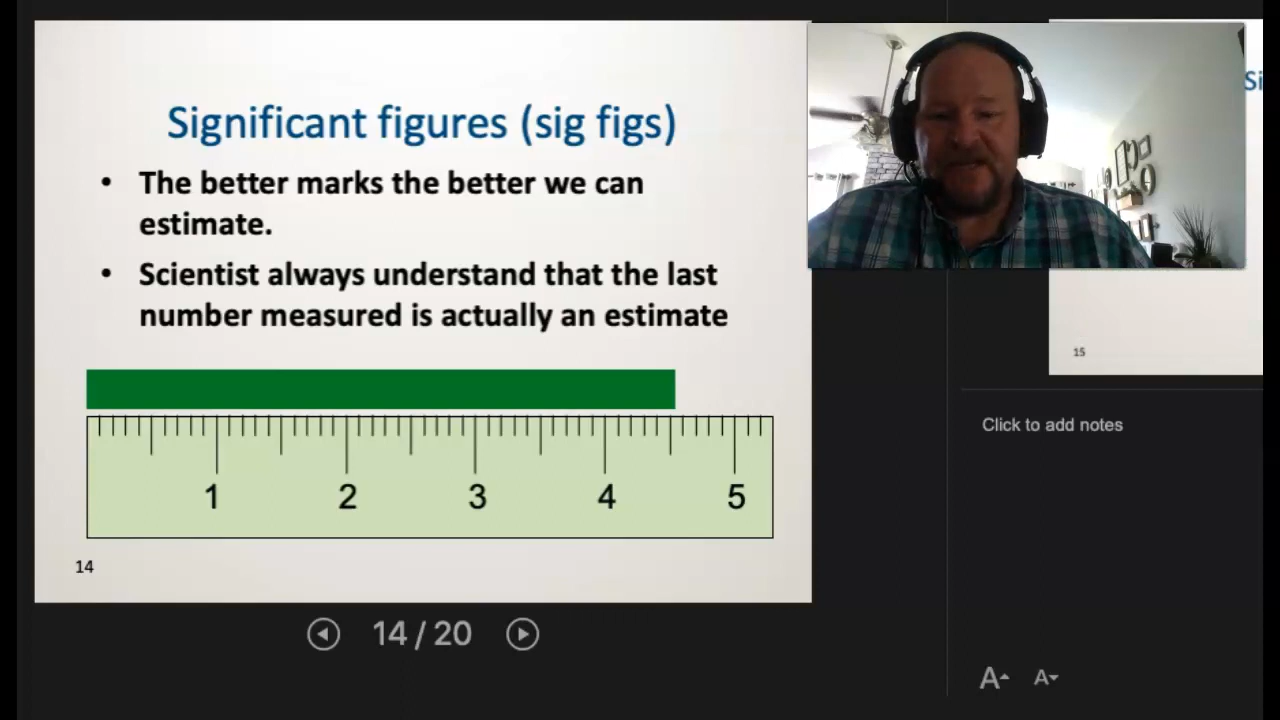 Significant figures (sig figs)
• The better marks the better we can
estimate.
• Scientist always understand that the last
number measured is actually an estimate
1 2 3 4 5
14
14 / 20
Si
15
Click to add notes
A A